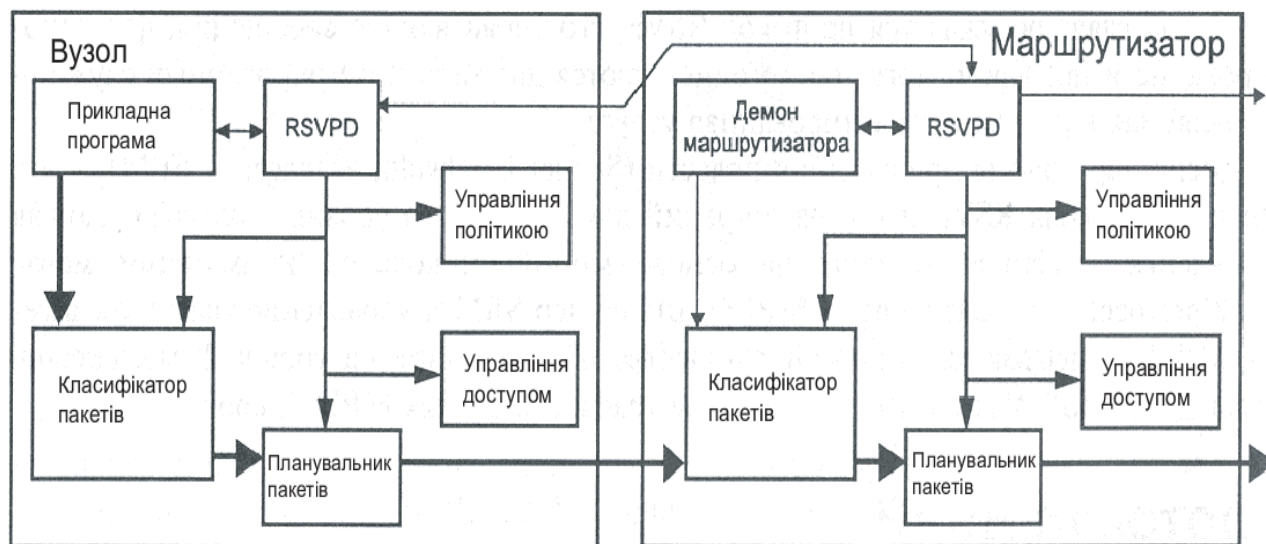 Вузол
Прикладна
програма
RSVPD
Управління
політикою
Класифікатор
пакетів
Управління
доступом
Планувальник
пакетів
Маршрутизатор
Демон
маршрутизатора
RSVPD
Управління
політикою
Класифікатор
пакетів
Управління
доступом
Планувальник
пакетів